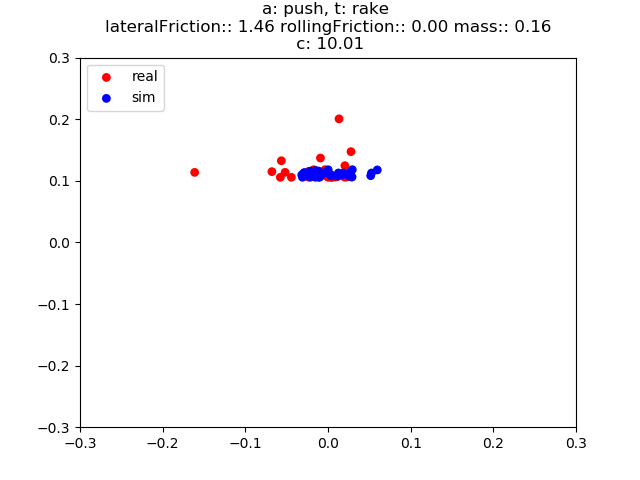 a: push, t: rake
lateralFriction:: 1.46 rollingFriction:: 0.00 mass:: 0.16
c: 10.01
real
sim
0.3
0.2
0.1
0.0
−0.1
−0.2
−0.3
−0.3 −0.2 −0.1 0.0 0.1 0.2 0.3